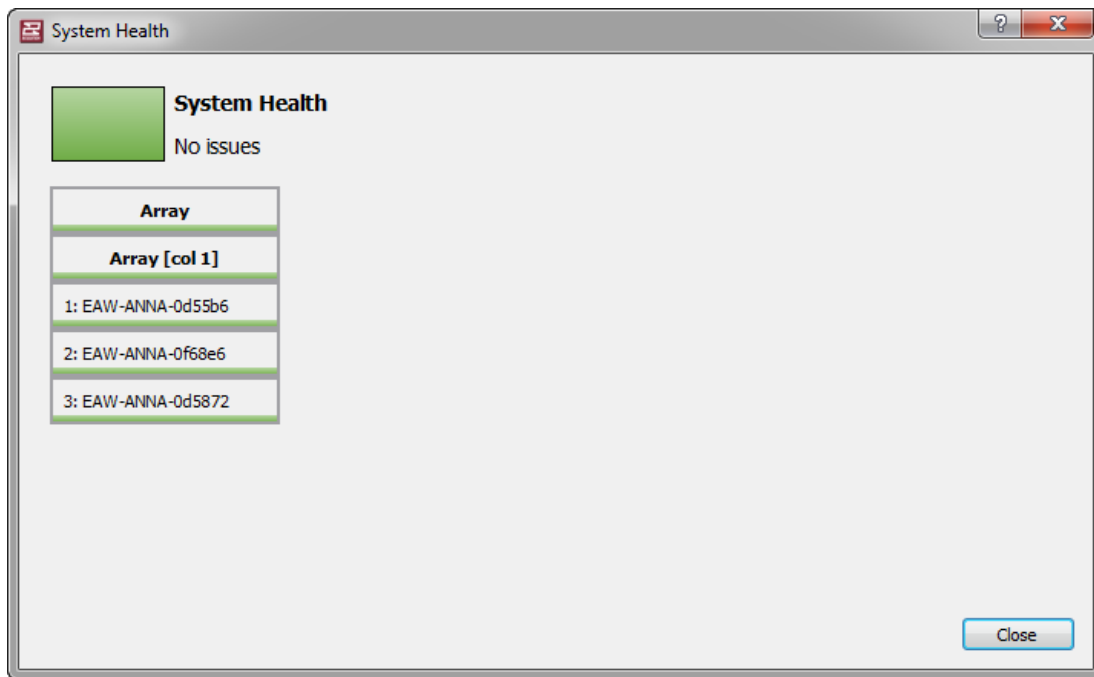 System Health
?
System Health
No issues
Array
Array [col 1]
1: EAW-ANNA-0d55b6
2: EAW-ANNA-0f68e6
3: EAW-ANNA-0d5872
Close